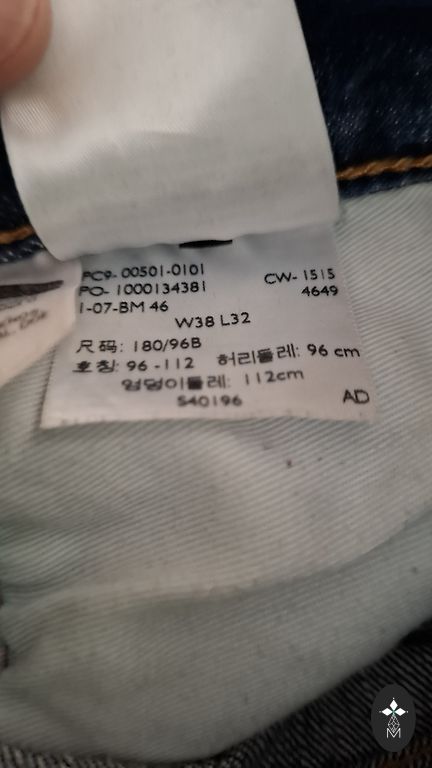 PC9- 00501-0101
CW- 1515
PO- 1000134381
4649
1-07-BM 46
W38 L32
尺码: 180/96B
호칭: 96 -112 허리둘레: 96 cm
엉덩이둘레: 112cm
S40196
AD
M